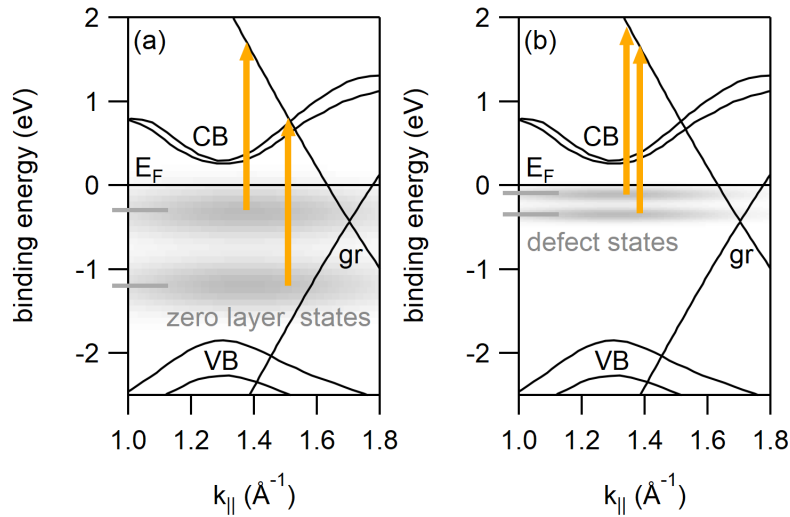 (a)
2
1
0
-1
-2
binding energy (eV)
CB
E_F
gr
zero layer states
VB
1.0 1.2 1.4 1.6 1.8
k_|| (Å^-1)
(b)
2
1
0
-1
-2
binding energy (eV)
CB
E_F
defect states
gr
VB
1.0 1.2 1.4 1.6 1.8
k_|| (Å^-1)